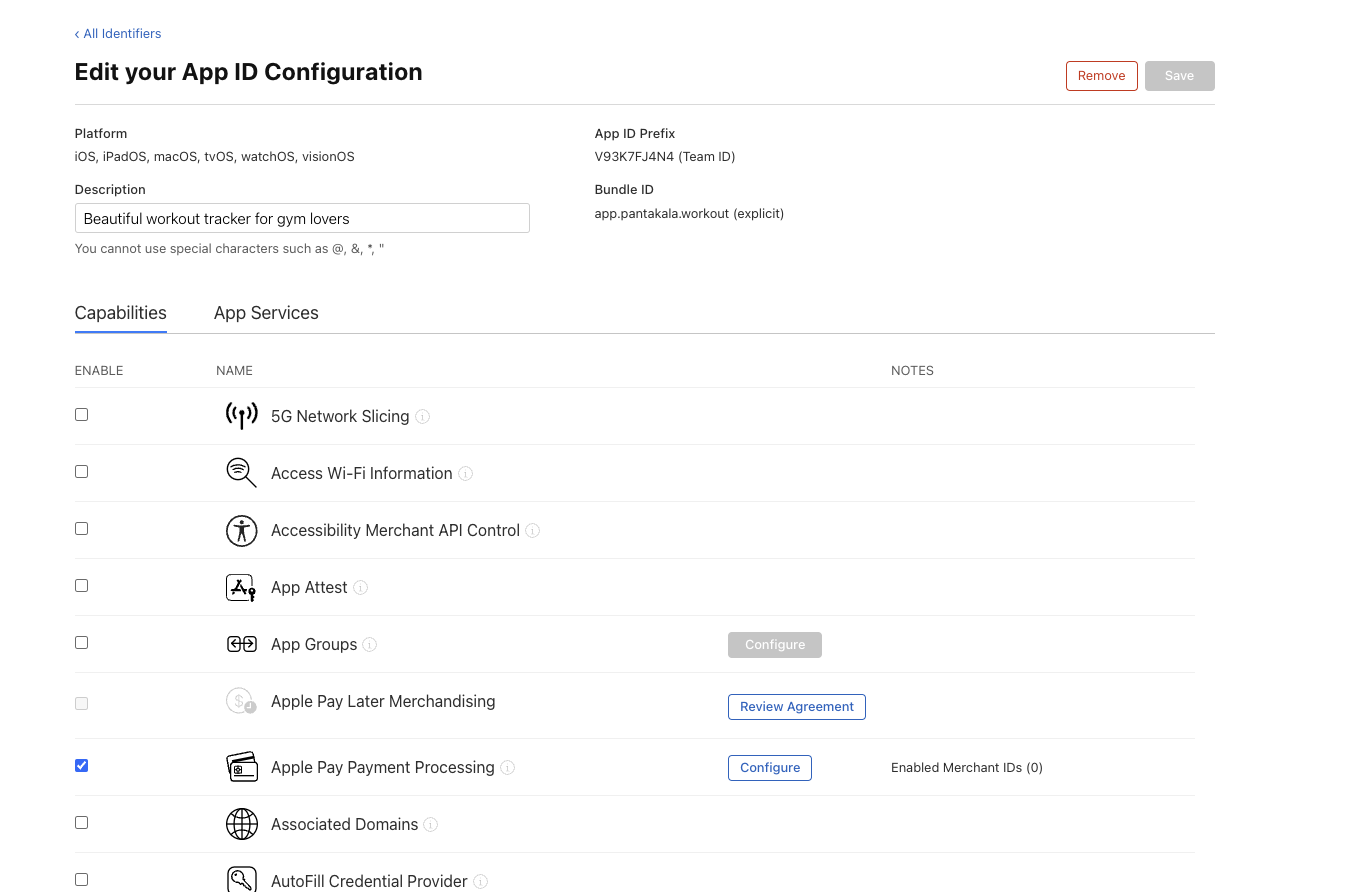 ‹ All Identifiers
Edit your App ID Configuration
Remove
Save
Platform
iOS, iPadOS, macOS, tvOS, watchOS, visionOS
App ID Prefix
V93K7FJ4N4 (Team ID)
Description
Beautiful workout tracker for gym lovers
You cannot use special characters such as @, &, *, "
Bundle ID
app.pantakala.workout (explicit)
Capabilities
App Services
ENABLE NAME NOTES
5G Network Slicing
Access Wi-Fi Information
Accessibility Merchant API Control
App Attest
App Groups Configure
Apple Pay Later Merchandising Review Agreement
Apple Pay Payment Processing Configure Enabled Merchant IDs (0)
Associated Domains
AutoFill Credential Provider